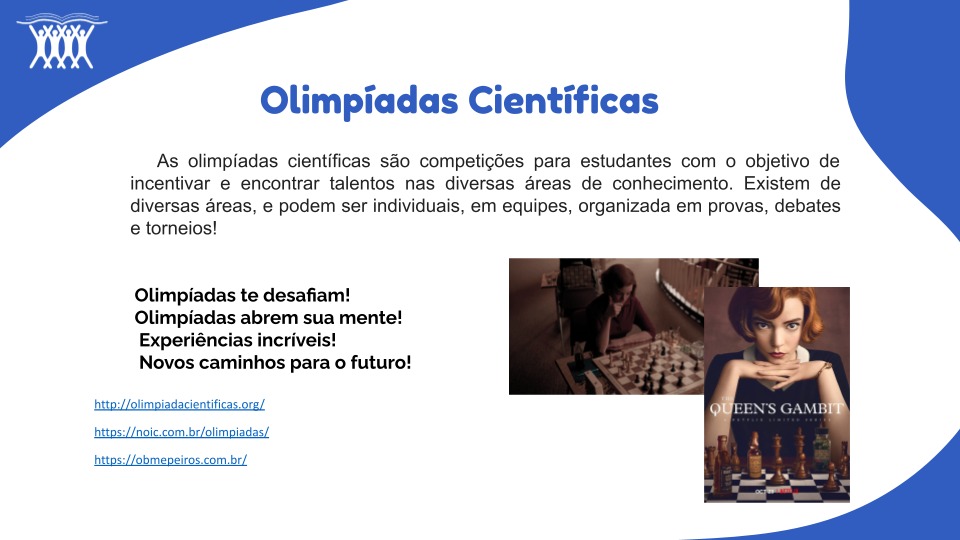 Olimpíadas Científicas
As olimpíadas científicas são competições para estudantes com o objetivo de
incentivar e encontrar talentos nas diversas áreas de conhecimento. Existem de
diversas áreas, e podem ser individuais, em equipes, organizada em provas, debates
e torneios!
Olimpíadas te desafiam!
Olimpíadas abrem sua mente!
Experiências incríveis!
Novos caminhos para o futuro!
http://olimpiadacientificas.org/
https://noic.com.br/olimpiadas/
https://obmepeiros.com.br/
THE
QUEEN'S GAMBIT
A NETFLIX LIMITED SERIES